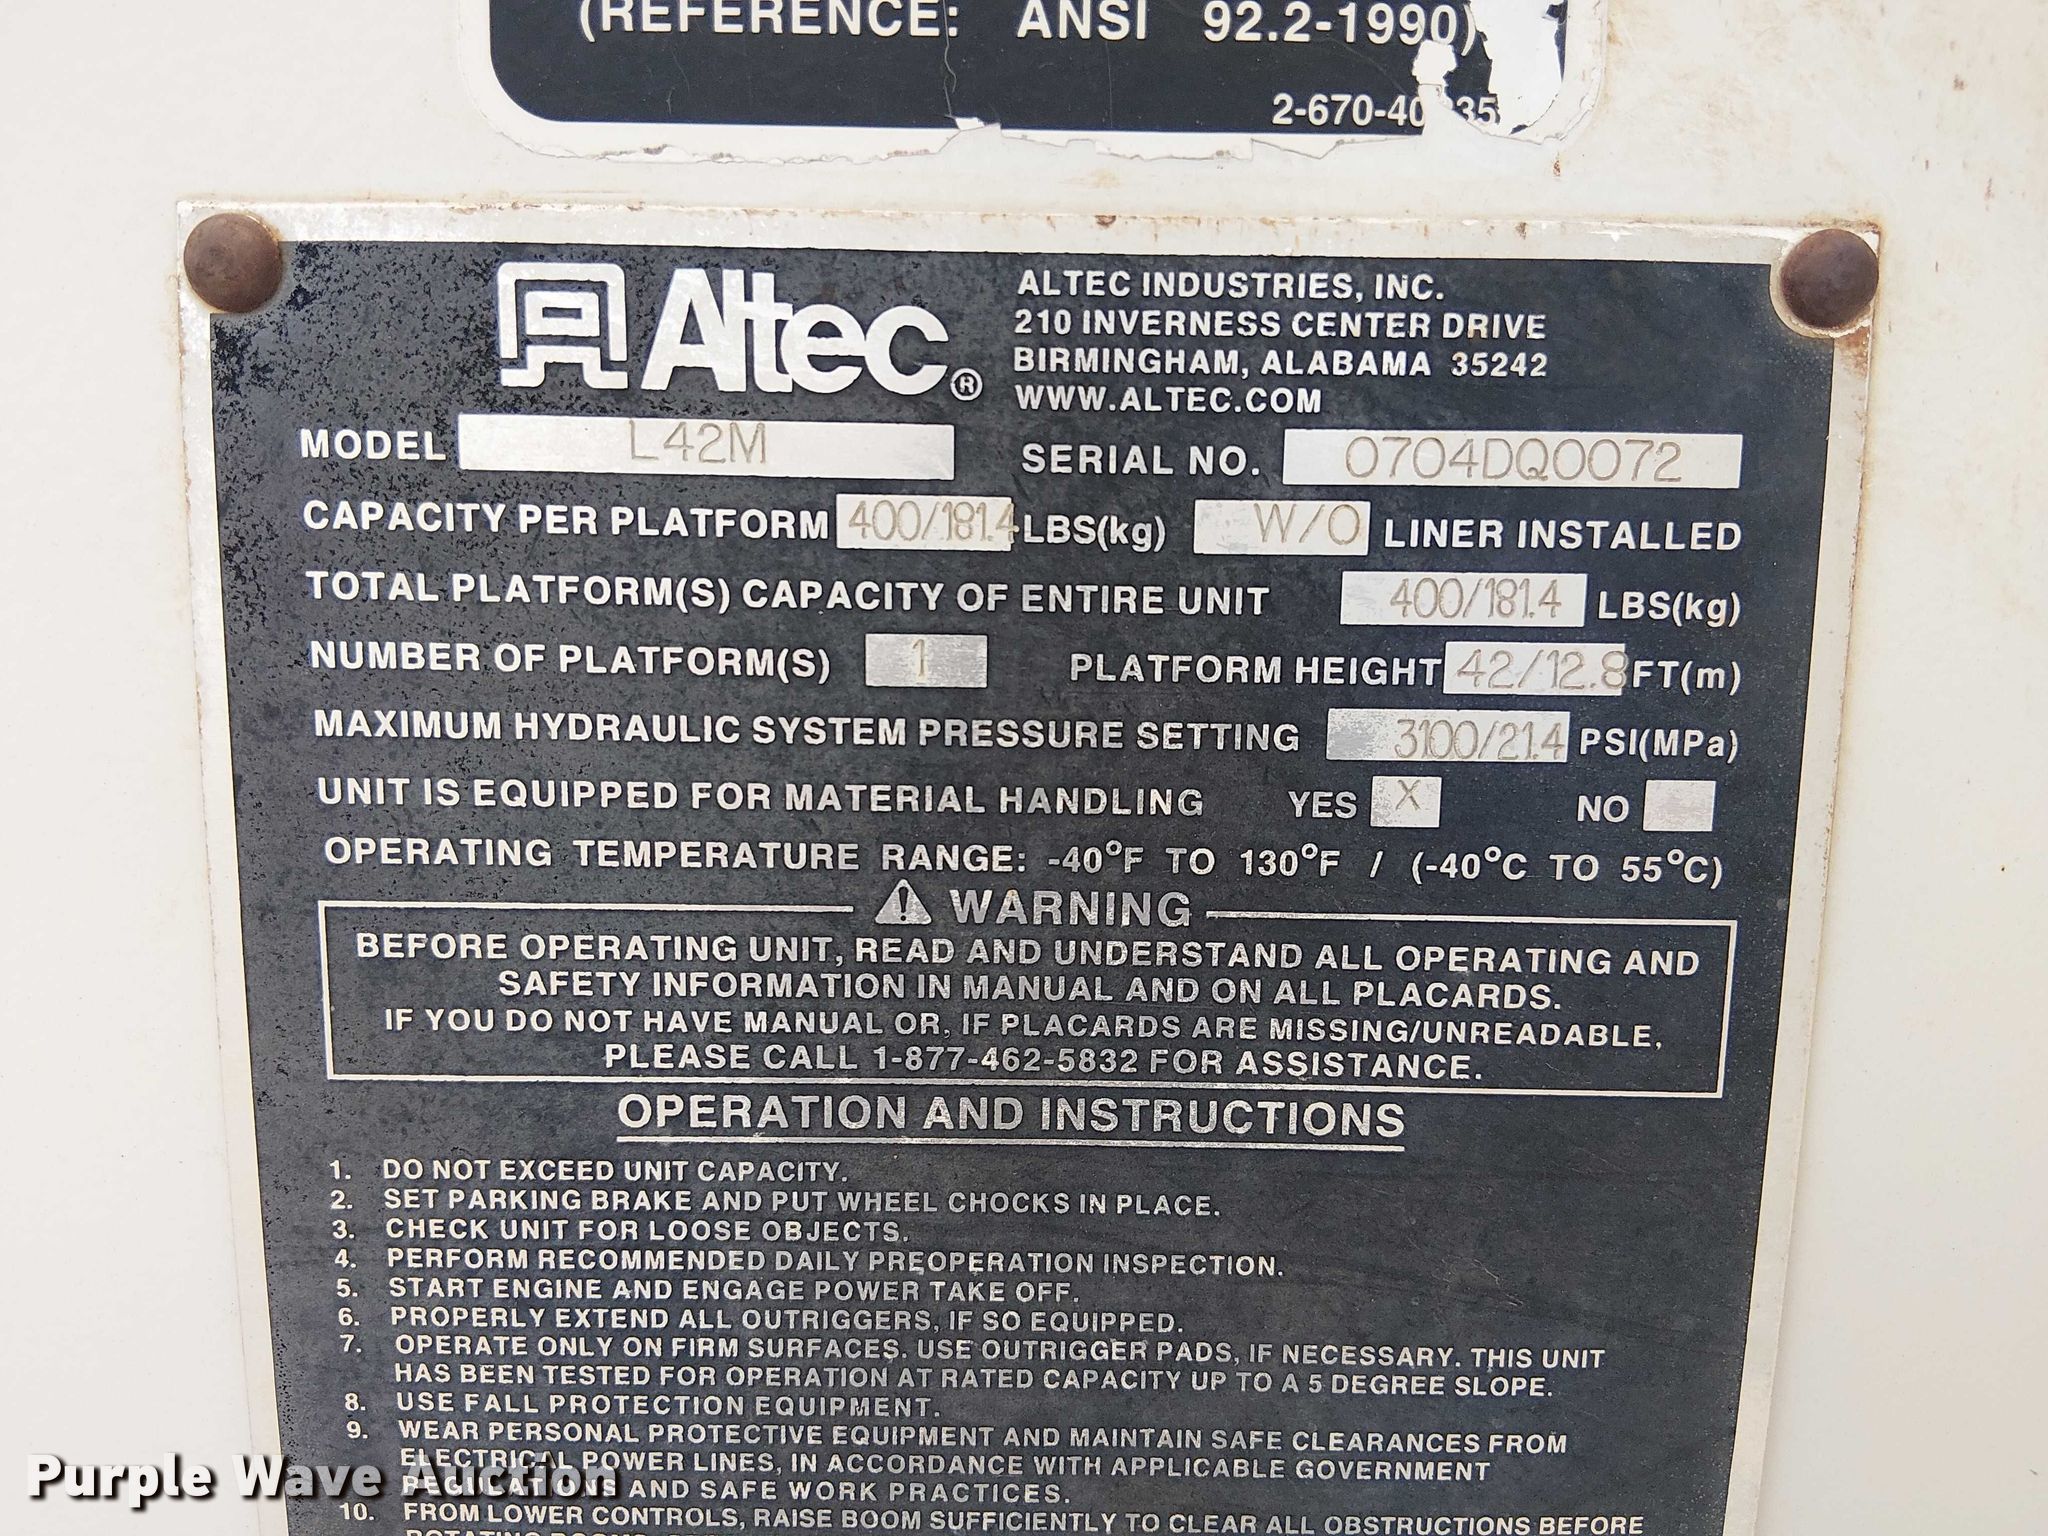 (REFERENCE: ANSI 92.2-1990)
2-670-40 35
Altec®
ALTEC INDUSTRIES, INC.
210 INVERNESS CENTER DRIVE
BIRMINGHAM, ALABAMA 35242
WWW.ALTEC.COM
MODEL L42M SERIAL NO. 0704DQ0072
CAPACITY PER PLATFORM 400/181.4 LBS(kg) W/O LINER INSTALLED
TOTAL PLATFORM(S) CAPACITY OF ENTIRE UNIT 400/181.4 LBS(kg)
NUMBER OF PLATFORM(S) 1 PLATFORM HEIGHT 42/12.8 FT(m)
MAXIMUM HYDRAULIC SYSTEM PRESSURE SETTING 3100/21.4 PSI(MPa)
UNIT IS EQUIPPED FOR MATERIAL HANDLING YES X NO
OPERATING TEMPERATURE RANGE: -40°F TO 130°F / (-40°C TO 55°C)
WARNING
BEFORE OPERATING UNIT, READ AND UNDERSTAND ALL OPERATING AND
SAFETY INFORMATION IN MANUAL AND ON ALL PLACARDS.
IF YOU DO NOT HAVE MANUAL OR, IF PLACARDS ARE MISSING/UNREADABLE,
PLEASE CALL 1-877-462-5832 FOR ASSISTANCE.
OPERATION AND INSTRUCTIONS
1. DO NOT EXCEED UNIT CAPACITY.
2. SET PARKING BRAKE AND PUT WHEEL CHOCKS IN PLACE.
3. CHECK UNIT FOR LOOSE OBJECTS.
4. PERFORM RECOMMENDED DAILY PREOPERATION INSPECTION.
5. START ENGINE AND ENGAGE POWER TAKE OFF.
6. PROPERLY EXTEND ALL OUTRIGGERS, IF SO EQUIPPED.
7. OPERATE ONLY ON FIRM SURFACES. USE OUTRIGGER PADS, IF NECESSARY. THIS UNIT
HAS BEEN TESTED FOR OPERATION AT RATED CAPACITY UP TO A 5 DEGREE SLOPE.
8. USE FALL PROTECTION EQUIPMENT.
9. WEAR PERSONAL PROTECTIVE EQUIPMENT AND MAINTAIN SAFE CLEARANCES FROM
ELECTRICAL POWER LINES, IN ACCORDANCE WITH APPLICABLE GOVERNMENT
REGULATIONS AND SAFE WORK PRACTICES.
10. FROM LOWER CONTROLS, RAISE BOOM SUFFICIENTLY TO CLEAR ALL OBSTRUCTIONS BEFORE
Purple Wave Auction